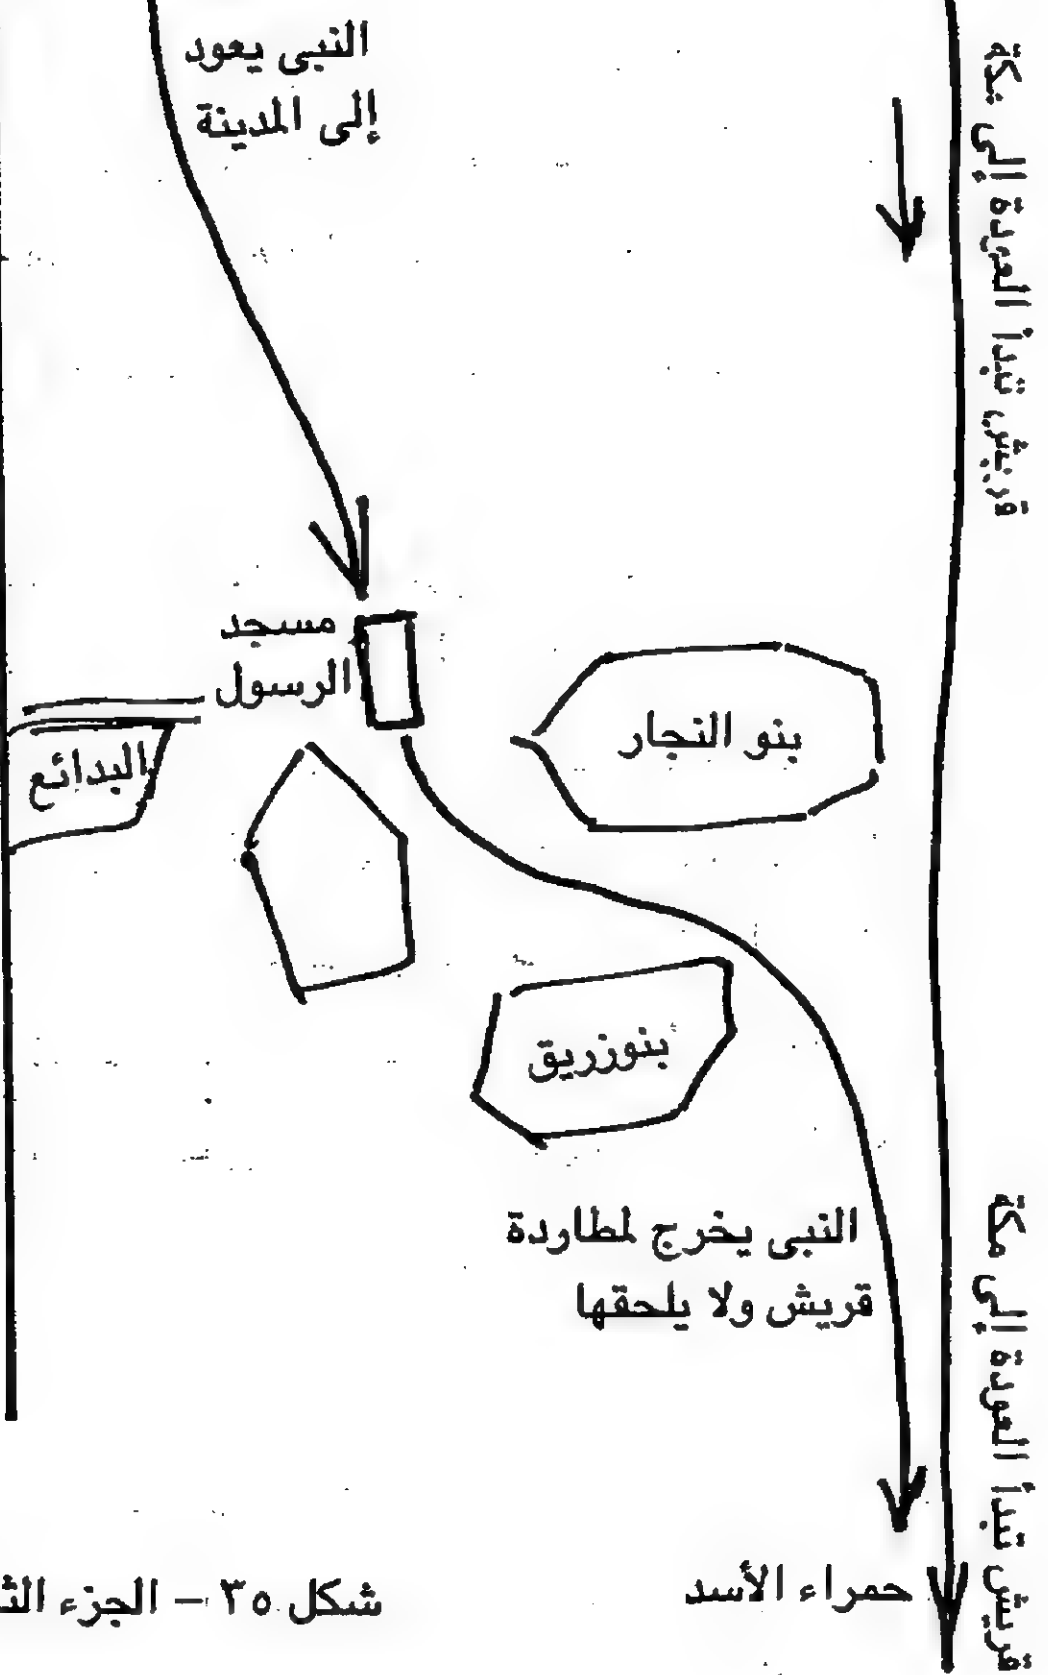 النبى يعود
إلى المدينة
قريش تبدأ العودة إلى مكة
مسجد
الرسول
البدائع
بنو النجار
بنوزريق
النبى يخرج لمطاردة
قريش ولا يلحقها
قريش تبدأ العودة إلى مكة
حمراء الأسد
شكل ٣٥ – الجزء